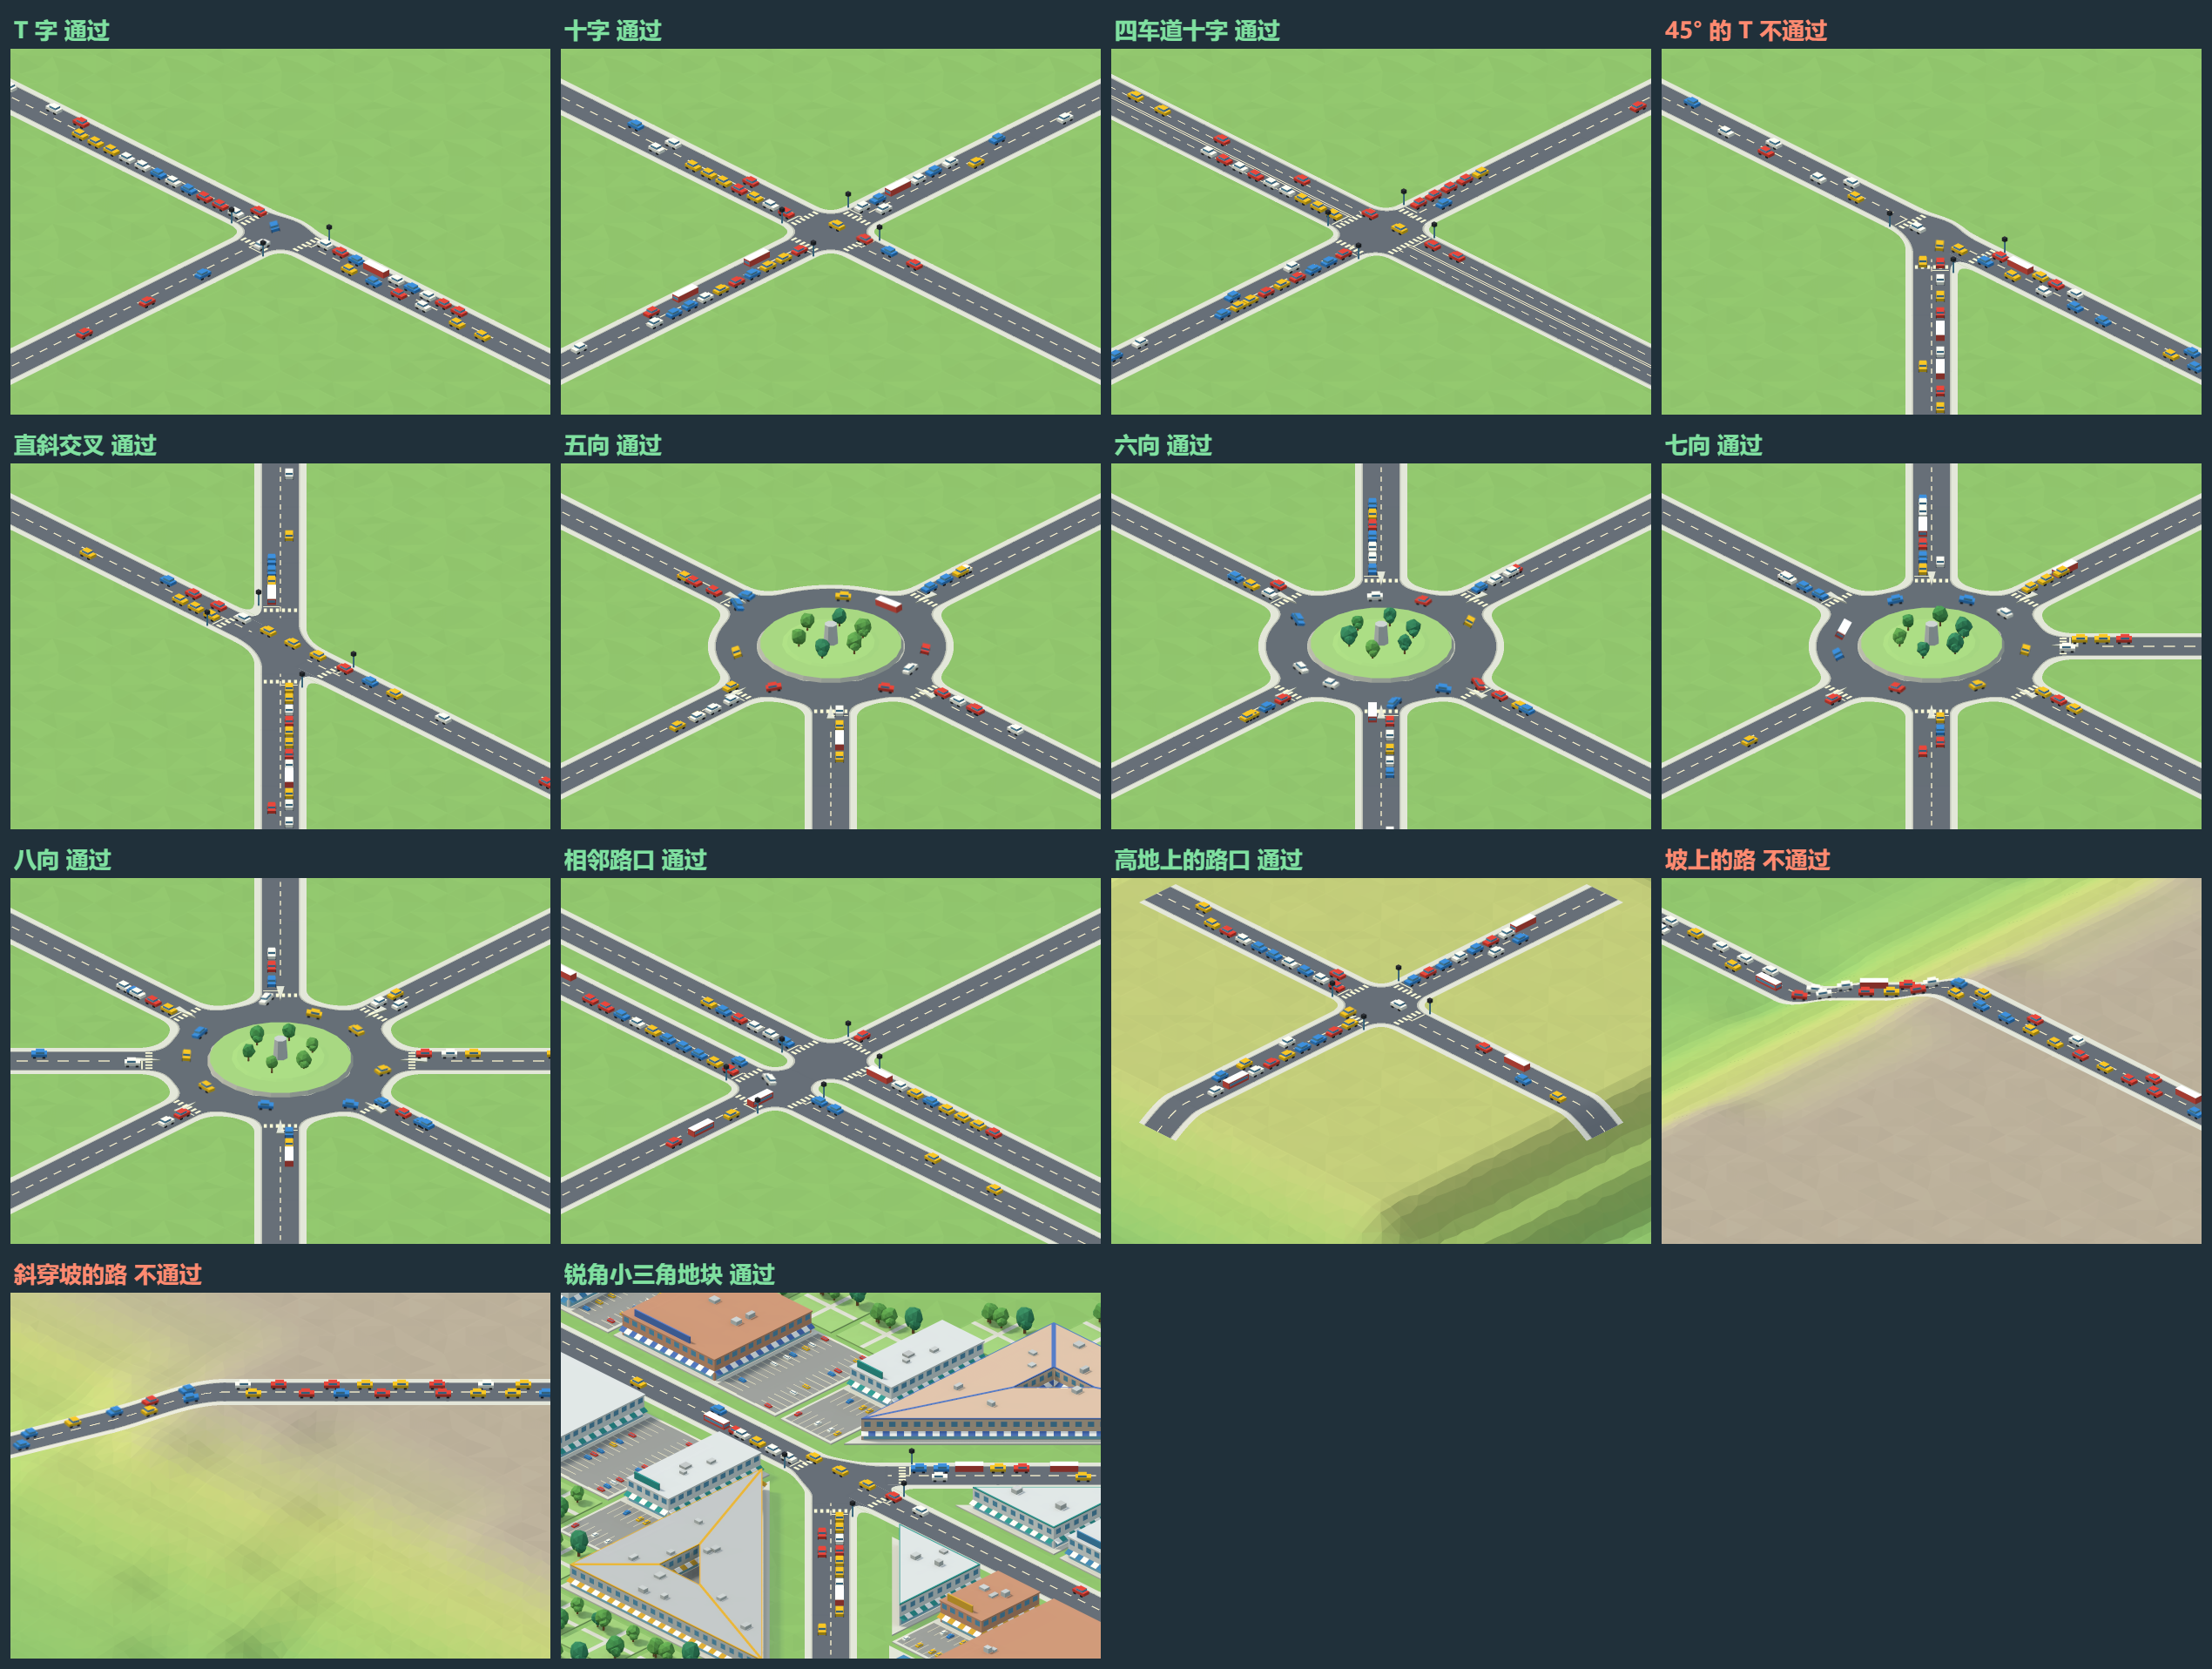 T 字 通过
十字 通过
四车道十字 通过
45° 的 T 不通过
直斜交叉 通过
五向 通过
六向 通过
七向 通过
八向 通过
相邻路口 通过
高地上的路口 通过
坡上的路 不通过
斜穿坡的路 不通过
锐角小三角地块 通过